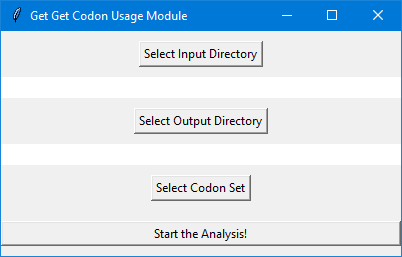 Get Get Codon Usage Module
Select Input Directory
Select Output Directory
Select Codon Set
Start the Analysis!